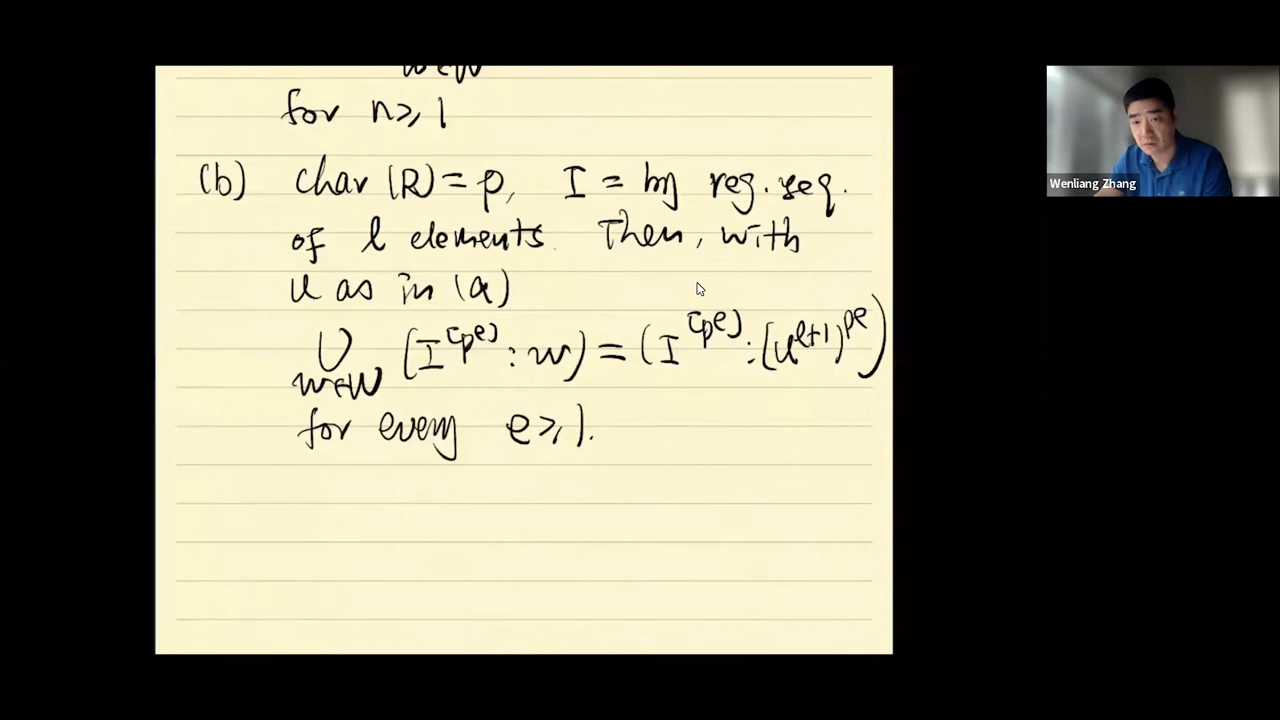 w∈W
for n≥1
(b) char(R)=p, I = by reg. seq.
of l elements. Then, with
u as in (a)
∪ (I^[p^e] : w) = (I^[p^e] : (u^{l+1})^{p^e})
w∈W
for every e≥1.
Wenliang Zhang